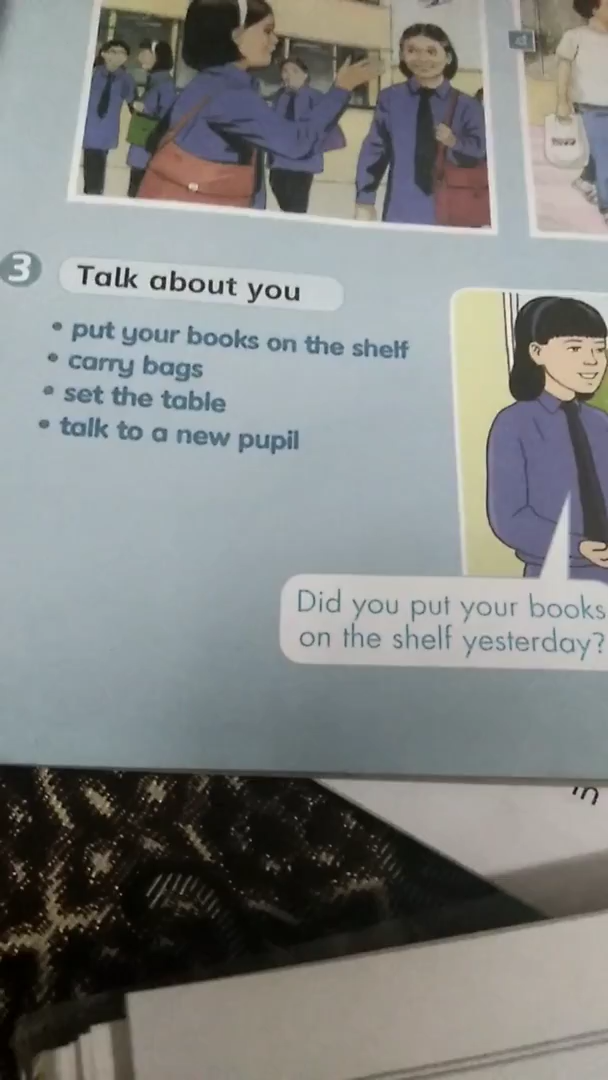 4
3 Talk about you
• put your books on the shelf
• carry bags
• set the table
• talk to a new pupil
Did you put your books
on the shelf yesterday?